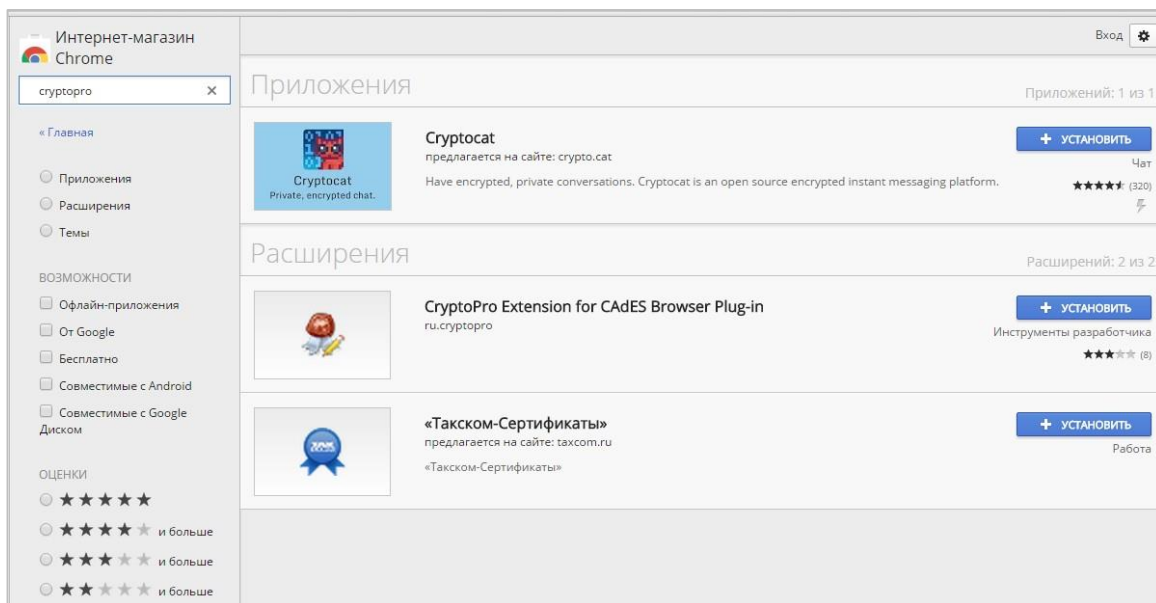 Интернет-магазин
Chrome
cryptopro
« Главная
Приложения
Расширения
Темы
ВОЗМОЖНОСТИ
Офлайн-приложения
От Google
Бесплатно
Совместимые с Android
Совместимые с Google
Диском
ОЦЕНКИ
и больше
и больше
и больше
Вход
Приложения
Приложений: 1 из 1
Cryptocat
Private, encrypted chat.
Cryptocat
предлагается на сайте: crypto.cat
Have encrypted, private conversations. Cryptocat is an open source encrypted instant messaging platform.
+ УСТАНОВИТЬ
Чат
(320)
Расширения
Расширений: 2 из 2
CryptoPro Extension for CAdES Browser Plug-in
ru.cryptopro
+ УСТАНОВИТЬ
Инструменты разработчика
(8)
«Такском-Сертификаты»
предлагается на сайте: taxcom.ru
«Такском-Сертификаты»
+ УСТАНОВИТЬ
Работа